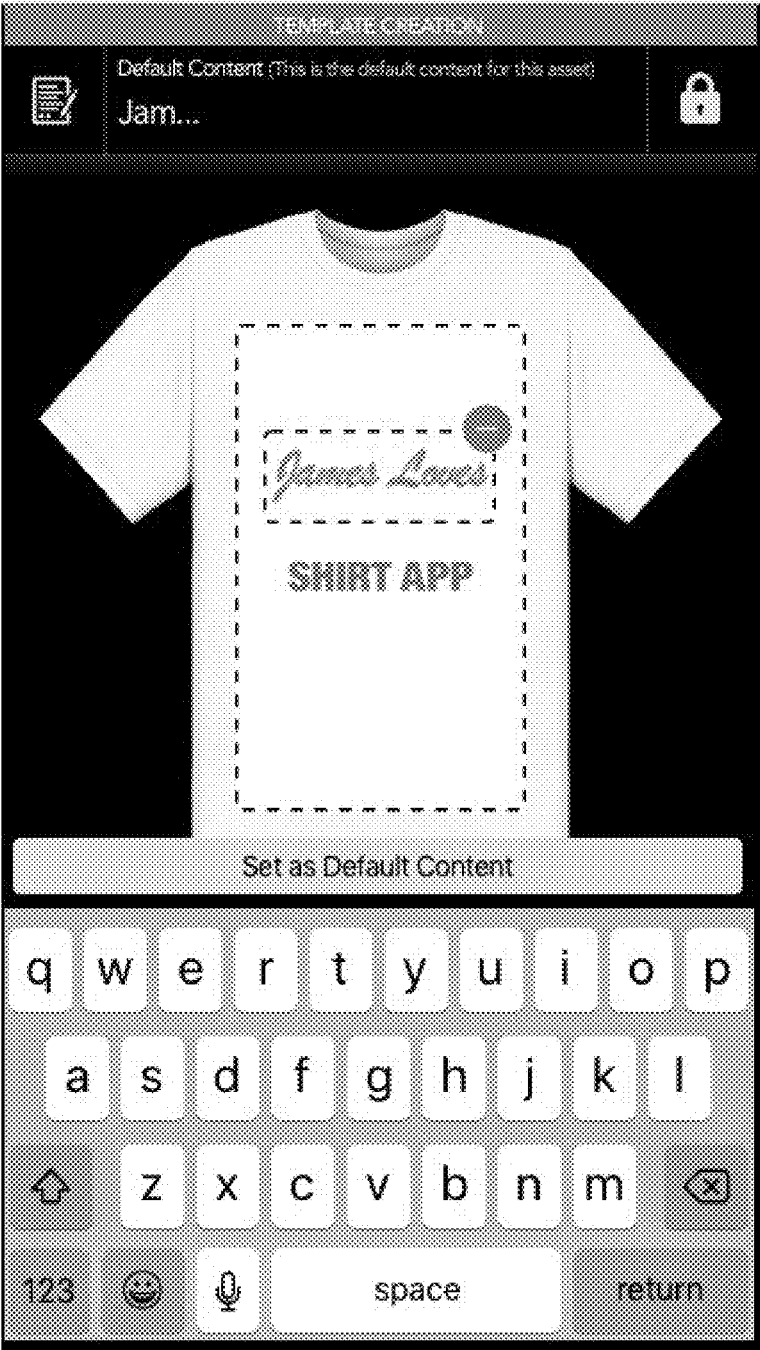 TEMPLATE CREATION
Default Content (This is the default content for this asset)
Jam...
James Loves
SHIRT APP
Set as Default Content
q w e r t y u i o p
a s d f g h j k l
z x c v b n m
123 space return